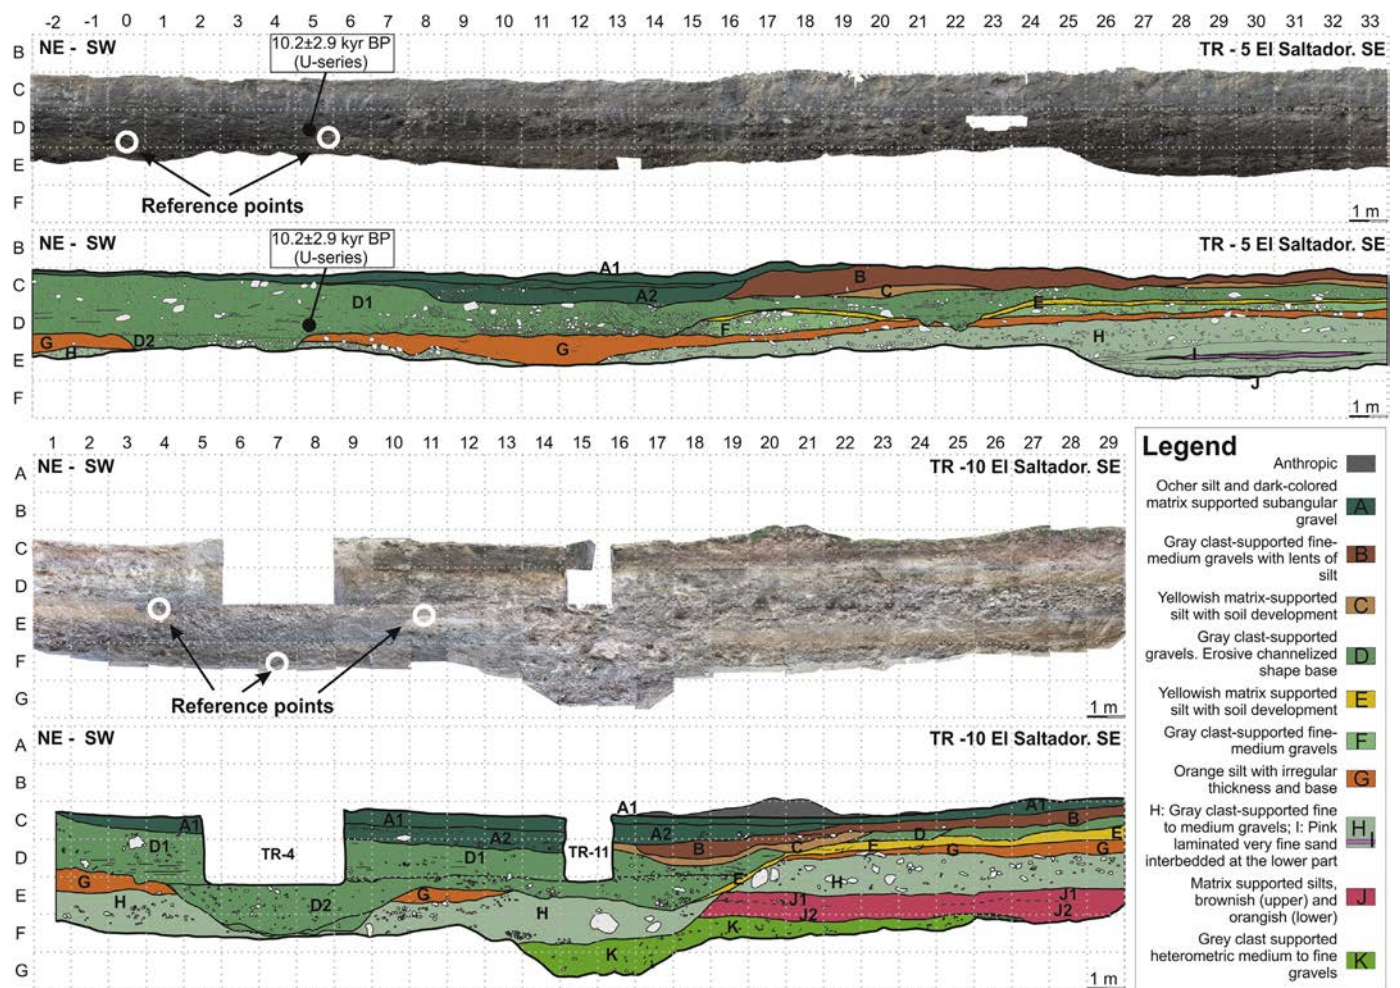 -2 -1 0 1 2 3 4 5 6 7 8 9 10 11 12 13 14 15 16 17 18 19 20 21 22 23 24 25 26 27 28 29 30 31 32 33
NE - SW
10.2±2.9 kyr BP
(U-series)
TR - 5 El Saltador. SE
B
C
D
E
F
Reference points
1 m
NE - SW
10.2±2.9 kyr BP
(U-series)
TR - 5 El Saltador. SE
B
C
D
E
F
A1
A2
B
C
D1
D2
E
F
G
G
H
H
I
J
1 m
1 2 3 4 5 6 7 8 9 10 11 12 13 14 15 16 17 18 19 20 21 22 23 24 25 26 27 28 29
NE - SW
TR -10 El Saltador. SE
A
B
C
D
E
F
G
Reference points
1 m
NE - SW
TR -10 El Saltador. SE
A
B
C
D
E
F
G
A1
D1
G
H
TR-4
D2
A1
A2
D1
G
H
TR-11
K
A1
A2
B
C
D
E
F
G
H
J1
J2
K
A1
B
E
G
J1
J2
1 m
Legend
Anthropic
Ocher silt and dark-colored
matrix supported subangular
gravel
A
Gray clast-supported fine-
medium gravels with lents of
silt
B
Yellowish matrix-supported
silt with soil development
C
Gray clast-supported
gravels. Erosive channelized
shape base
D
Yellowish matrix supported
silt with soil development
E
Gray clast-supported fine-
medium gravels
F
Orange silt with irregular
thickness and base
G
H: Gray clast-supported fine
to medium gravels; I: Pink
laminated very fine sand
interbedded at the lower part
H
I
Matrix supported silts,
brownish (upper) and
orangish (lower)
J
Grey clast supported
heterometric medium to fine
gravels
K